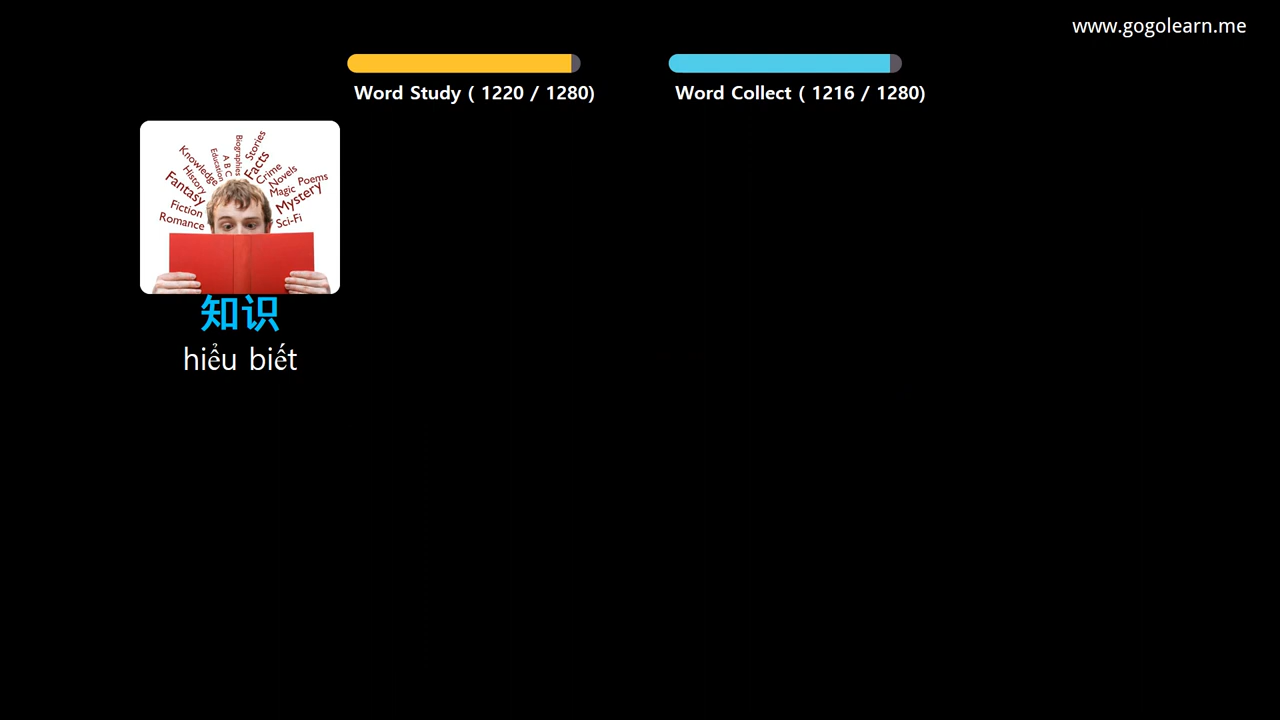 www.gogolearn.me
Word Study ( 1220 / 1280)
Word Collect ( 1216 / 1280)
Biographies
Stories
A B C
Facts
Education
Knowledge
Crime
Novels
History
Magic
Poems
Fantasy
Mystery
Fiction
Romance
Sci-Fi
知识
hiểu biết